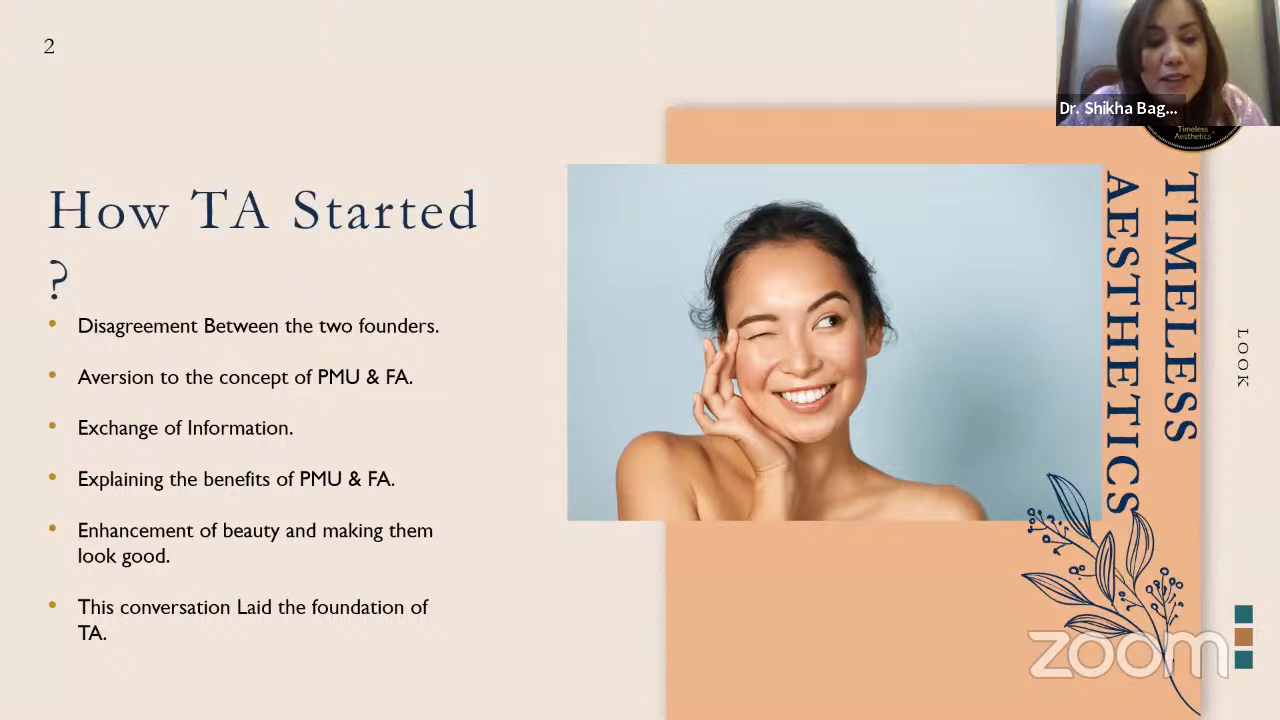 2
Dr. Shikha Bag...
Timeless
Aesthetics
How TA Started
?
Disagreement Between the two founders.
Aversion to the concept of PMU & FA.
Exchange of Information.
Explaining the benefits of PMU & FA.
Enhancement of beauty and making them
look good.
This conversation Laid the foundation of
TA.
TIMELESS
AESTHETICS
LOOK
zoom